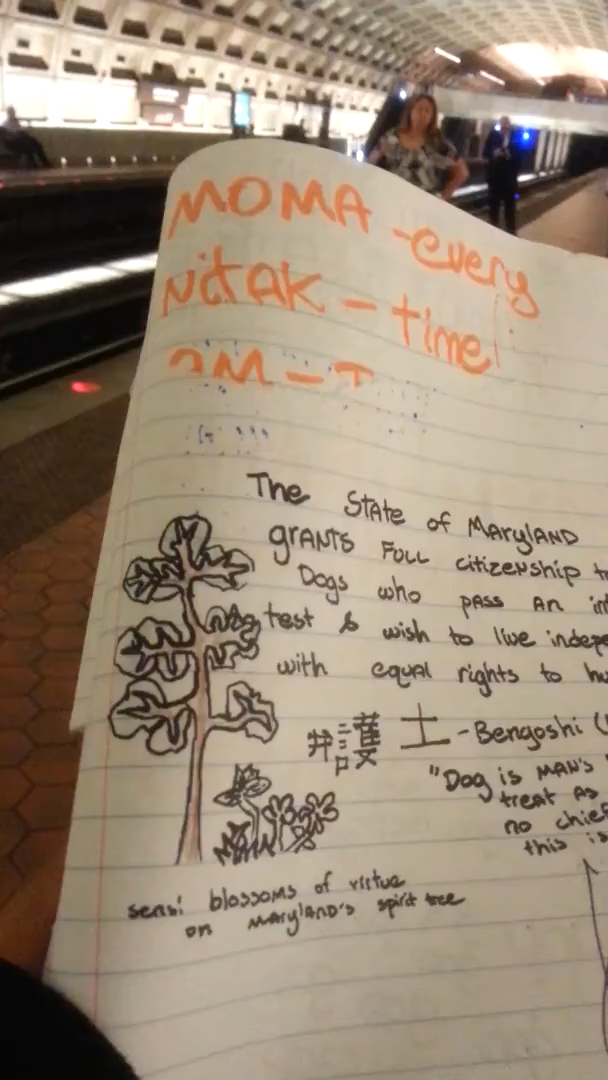 MOMA - every
NITAK - time
The State of Maryland
grants full citizenship
Dogs who pass an
test & wish to live
with equal rights to
弁護士 - Bengoshi (
"Dog is man's
treat as
no
this is
sensi blossoms of virtue
on Maryland's spirit tree